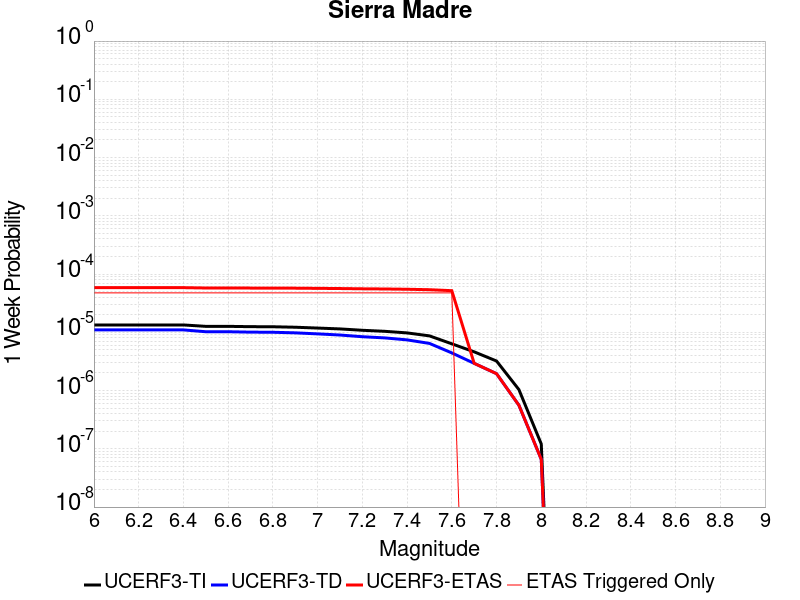 Sierra Madre
1 Week Probability
10^0
10^-1
10^-2
10^-3
10^-4
10^-5
10^-6
10^-7
10^-8
6 6.2 6.4 6.6 6.8 7 7.2 7.4 7.6 7.8 8 8.2 8.4 8.6 8.8 9
Magnitude
UCERF3-TI UCERF3-TD UCERF3-ETAS ETAS Triggered Only